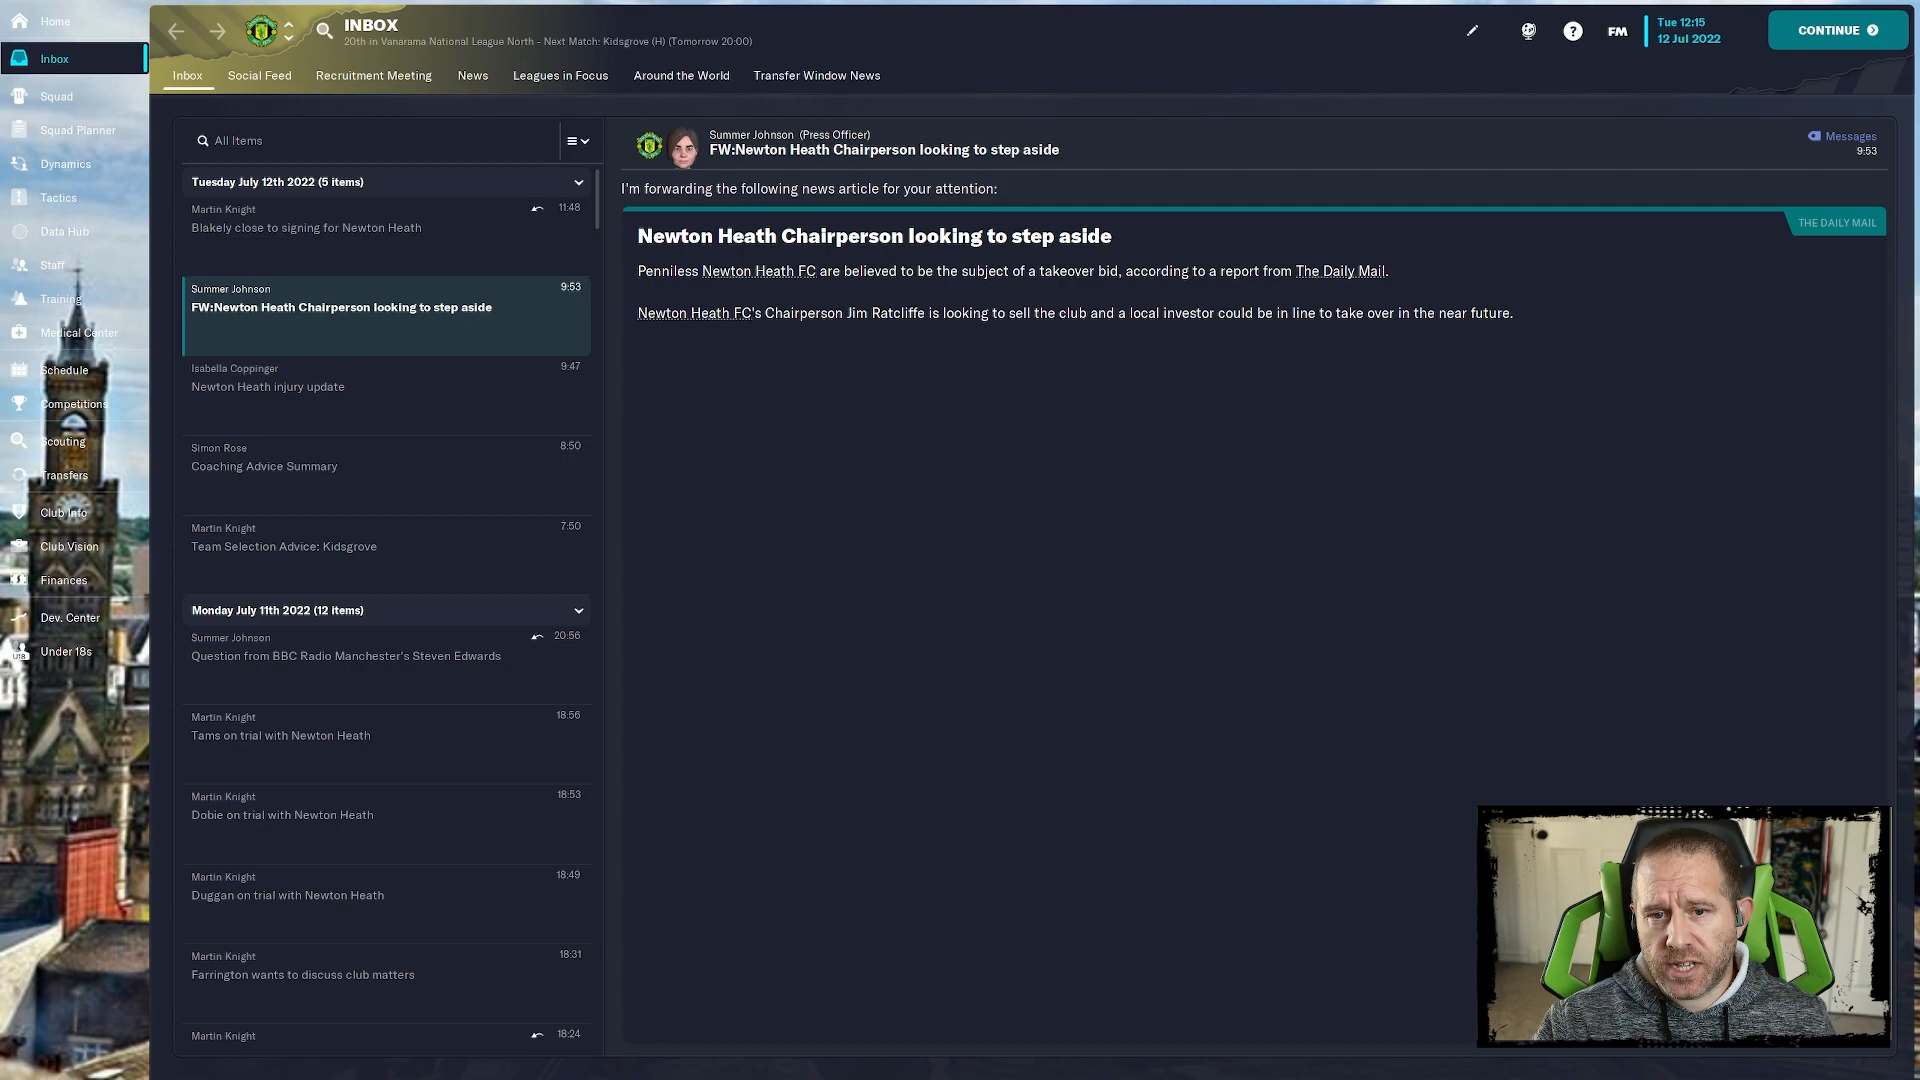 Home
Inbox
Squad
Squad Planner
Dynamics
Tactics
Data Hub
Staff
Training
Medical Center
Schedule
Competitions
Scouting
Transfers
Club Info
Club Vision
Finances
Dev. Center
U18
Under 18s
INBOX
20th in Vanarama National League North - Next Match: Kidsgrove (H) (Tomorrow 20:00)
?
FM
Tue 12:15
12 Jul 2022
CONTINUE
Inbox
Social Feed
Recruitment Meeting
News
Leagues in Focus
Around the World
Transfer Window News
All Items
Tuesday July 12th 2022 (5 items)
Martin Knight 11:48
Blakely close to signing for Newton Heath
Summer Johnson 9:53
FW:Newton Heath Chairperson looking to step aside
Isabella Coppinger 9:47
Newton Heath injury update
Simon Rose 8:50
Coaching Advice Summary
Martin Knight 7:50
Team Selection Advice: Kidsgrove
Monday July 11th 2022 (12 items)
Summer Johnson 20:56
Question from BBC Radio Manchester's Steven Edwards
Martin Knight 18:56
Tams on trial with Newton Heath
Martin Knight 18:53
Dobie on trial with Newton Heath
Martin Knight 18:49
Duggan on trial with Newton Heath
Martin Knight 18:31
Farrington wants to discuss club matters
Martin Knight 18:24
Summer Johnson (Press Officer)
FW:Newton Heath Chairperson looking to step aside
Messages
9:53
I'm forwarding the following news article for your attention:
THE DAILY MAIL
Newton Heath Chairperson looking to step aside
Penniless Newton Heath FC are believed to be the subject of a takeover bid, according to a report from The Daily Mail.
Newton Heath FC's Chairperson Jim Ratcliffe is looking to sell the club and a local investor could be in line to take over in the near future.